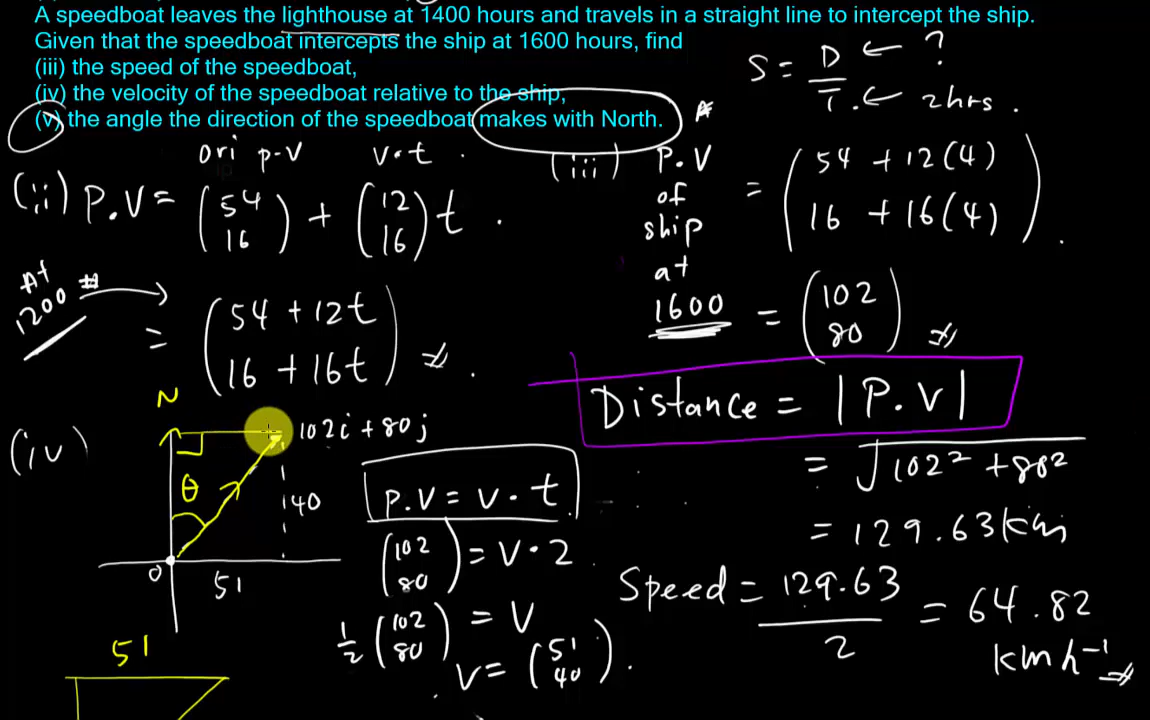 A speedboat leaves the lighthouse at 1400 hours and travels in a straight line to intercept the ship.
Given that the speedboat intercepts the ship at 1600 hours, find
(iii) the speed of the speedboat,
(iv) the velocity of the speedboat relative to the ship,
(v) the angle the direction of the speedboat makes with North.
S = D / T
← ?
← 2hrs.
ori p.v
v.t
(ii) P.V = (54 16) + (12 16) t
At 1200
= (54 + 12t 16 + 16t)
(iii) P.V of ship at 1600
= (54 + 12(4) 16 + 16(4))
= (102 80)
Distance = |P.V|
= √102² + 80²
= 129.63 km
Speed = 129.63 / 2 = 64.82 km h⁻¹
(iv)
N
102i + 80j
θ
40
O
51
P.V = v.t
(102 80) = V.2
1/2 (102 80) = V
V = (51 40).
51